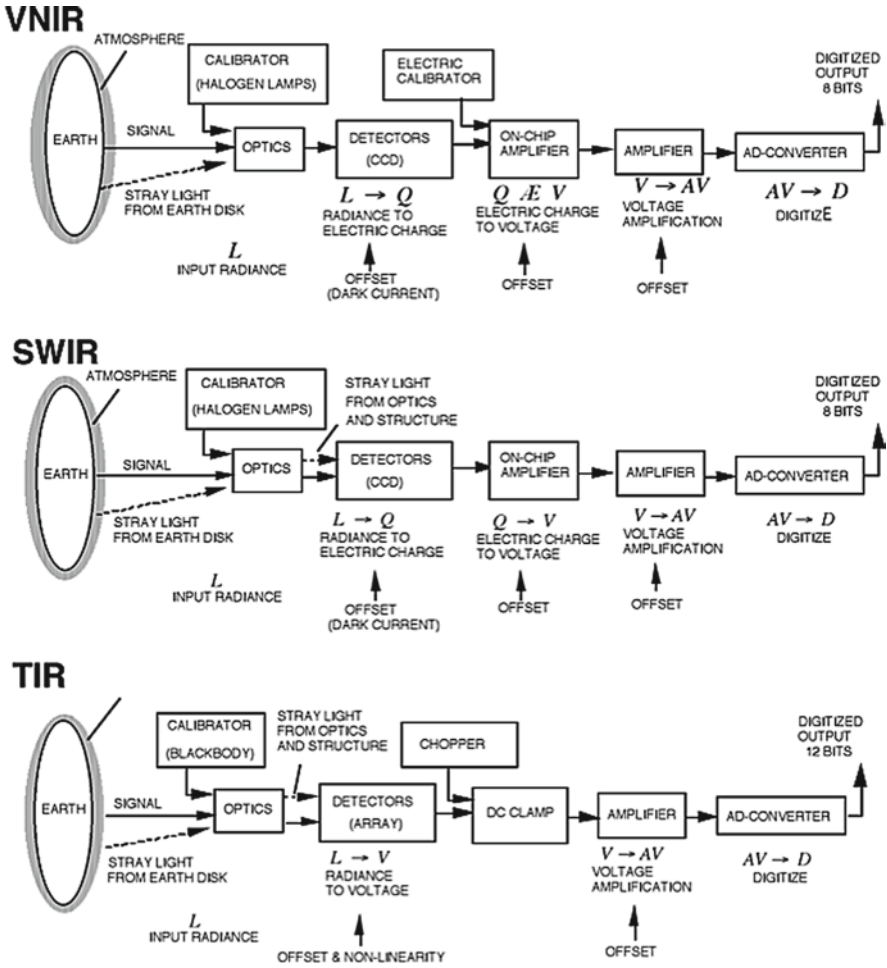 VNIR
ATMOSPHERE
CALIBRATOR
(HALOGEN LAMPS)
ELECTRIC
CALIBRATOR
DIGITIZED
OUTPUT
8 BITS
EARTH
SIGNAL
OPTICS
DETECTORS
(CCD)
ON-CHIP
AMPLIFIER
AMPLIFIER
AD-CONVERTER
STRAY LIGHT
FROM EARTH DISK
L → Q
RADIANCE TO
ELECTRIC CHARGE
Q Æ V
ELECTRIC CHARGE
TO VOLTAGE
V → AV
VOLTAGE
AMPLIFICATION
AV → D
DIGITIZE
L
INPUT RADIANCE
OFFSET
(DARK CURRENT)
OFFSET
OFFSET
SWIR
ATMOSPHERE
CALIBRATOR
(HALOGEN LAMPS)
STRAY LIGHT
FROM OPTICS
AND STRUCTURE
DIGITIZED
OUTPUT
8 BITS
EARTH
SIGNAL
OPTICS
DETECTORS
(CCD)
ON-CHIP
AMPLIFIER
AMPLIFIER
AD-CONVERTER
STRAY LIGHT
FROM EARTH DISK
L → Q
RADIANCE TO
ELECTRIC CHARGE
Q → V
ELECTRIC CHARGE
TO VOLTAGE
V → AV
VOLTAGE
AMPLIFICATION
AV → D
DIGITIZE
L
INPUT RADIANCE
OFFSET
(DARK CURRENT)
OFFSET
OFFSET
TIR
CALIBRATOR
(BLACKBODY)
STRAY LIGHT
FROM OPTICS
AND STRUCTURE
CHOPPER
DIGITIZED
OUTPUT
12 BITS
EARTH
SIGNAL
OPTICS
DETECTORS
(ARRAY)
DC CLAMP
AMPLIFIER
AD-CONVERTER
STRAY LIGHT
FROM EARTH DISK
L → V
RADIANCE
TO VOLTAGE
V → AV
VOLTAGE
AMPLIFICATION
AV → D
DIGITIZE
L
INPUT RADIANCE
OFFSET & NON-LINEARITY
OFFSET